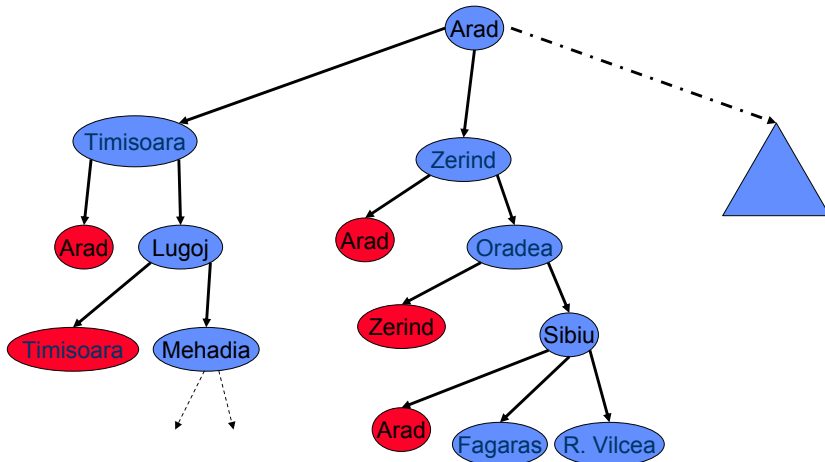 Arad
Timisoara
Zerind
Arad
Lugoj
Arad
Oradea
Timisoara
Mehadia
Zerind
Sibiu
Arad
Fagaras
R. Vilcea